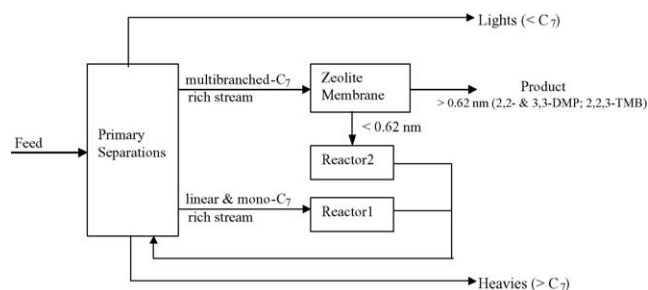 Lights (< C7)
multibranched-C7
rich stream
Zeolite
Membrane
Product
> 0.62 nm (2,2- & 3,3-DMP; 2,2,3-TMB)
< 0.62 nm
Feed
Primary
Separations
Reactor2
linear & mono-C7
rich stream
Reactor1
Heavies (> C7)